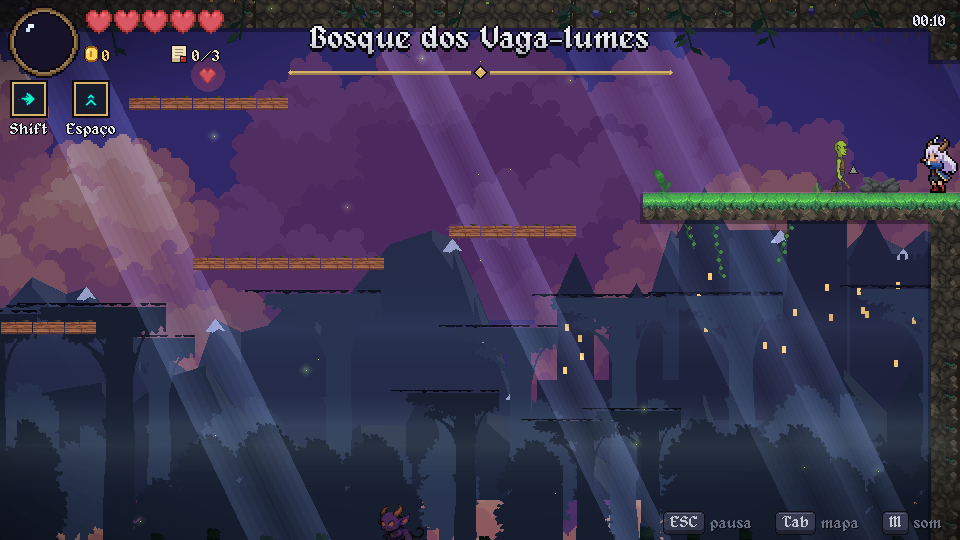 00:10
Bosque dos Vaga-lumes
0
0/3
Shift
Espaço
ESC pausa
Tab mapa
M som